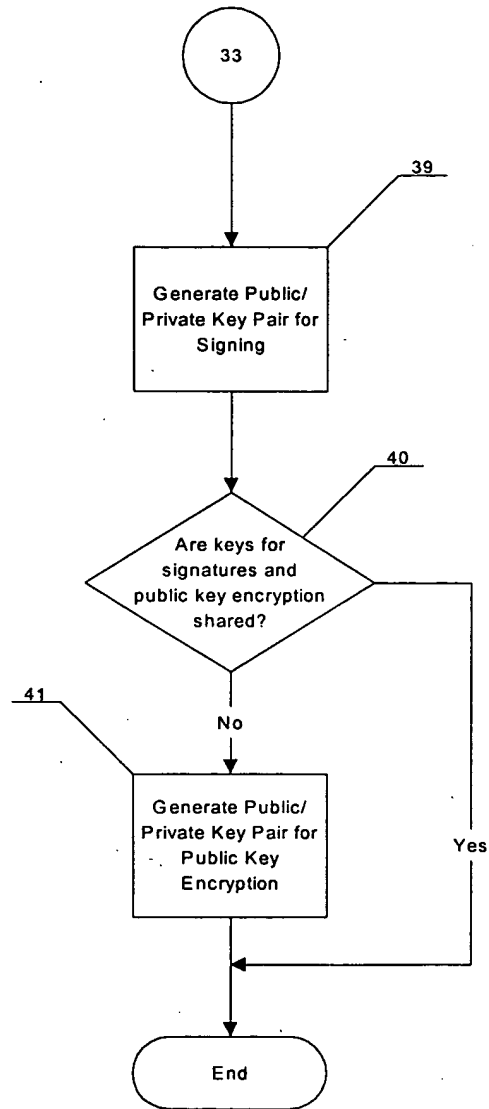 33
39
Generate Public/
Private Key Pair for
Signing
40
Are keys for
signatures and
public key encryption
shared?
41
No
Generate Public/
Private Key Pair for
Public Key
Encryption
Yes
End